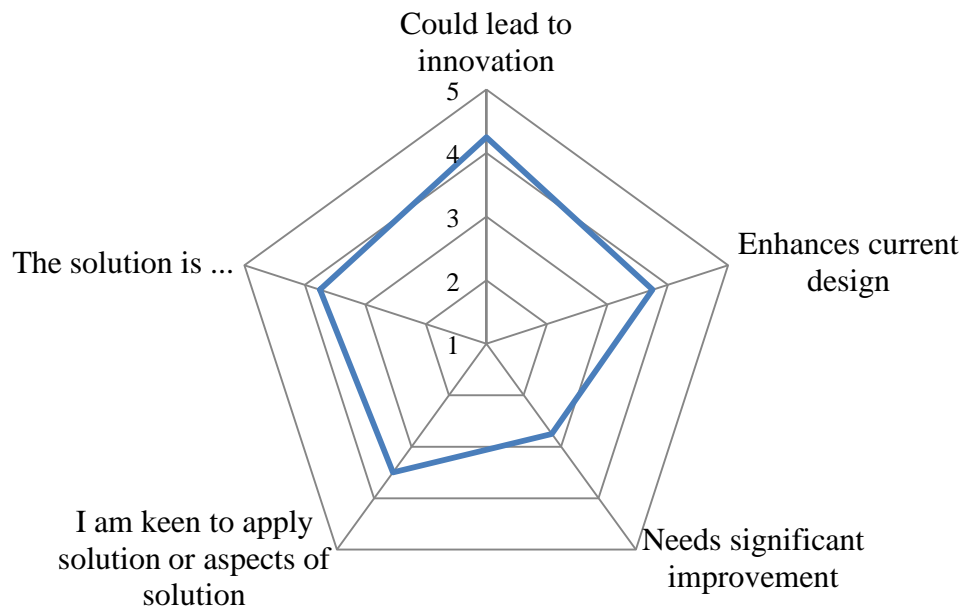 Could lead to
innovation
5
4
3
2
1
Enhances current
design
Needs significant
improvement
I am keen to apply
solution or aspects of
solution
The solution is ...